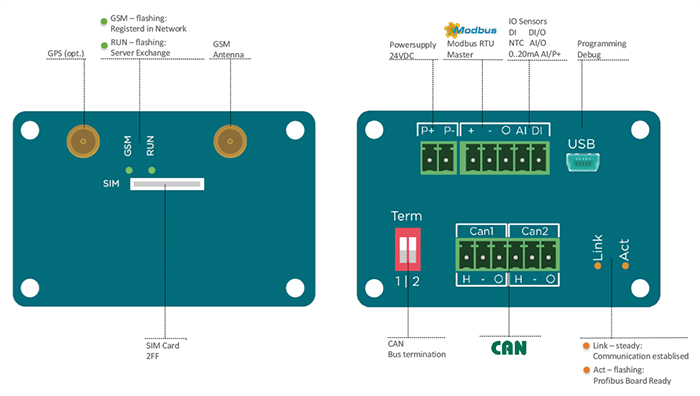 GSM – flashing:
Registerd in Network
RUN – flashing:
Server Exchange
GPS (opt.)
GSM
Antenna
GSM
RUN
SIM
SIM Card
2FF
Powersupply
24VDC
Modbus
Modbus RTU
Master
IO Sensors
DI DI/O
NTC AI/O
0..20mA AI/P+
Programming
Debug
P+ P-
+ - O AI DI
USB
Term
1 | 2
Can1 Can2
H - O H - O
Link
Act
CAN
Bus termination
CAN
Link – steady:
Communication establised
Act – flashing:
Profibus Board Ready